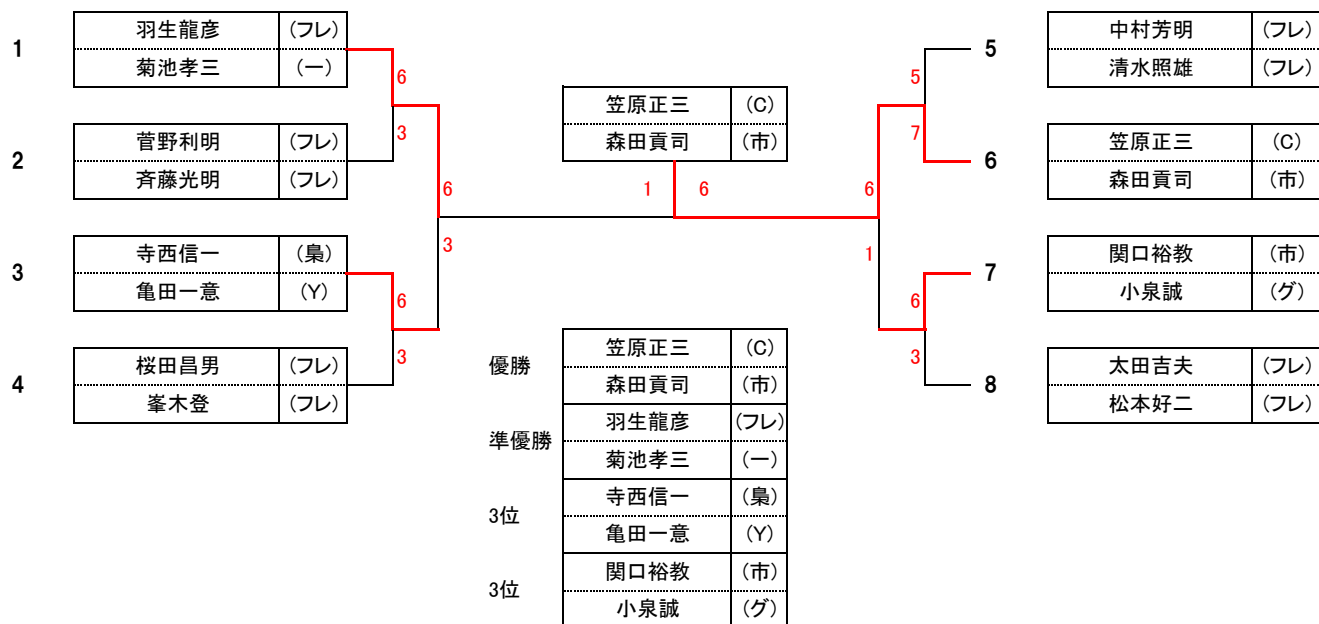 1
羽生龍彦 (フレ)
菊池孝三 (一)
6
3
2
菅野利明 (フレ)
斉藤光明 (フレ)
6
3
3
寺西信一 (梟)
亀田一意 (Y)
6
3
4
桜田昌男 (フレ)
峯木登 (フレ)
笠原正三 (C)
森田貢司 (市)
1 6
優勝
笠原正三 (C)
森田貢司 (市)
準優勝
羽生龍彦 (フレ)
菊池孝三 (一)
3位
寺西信一 (梟)
亀田一意 (Y)
3位
関口裕教 (市)
小泉誠 (グ)
5
中村芳明 (フレ)
清水照雄 (フレ)
5
7
6
笠原正三 (C)
森田貢司 (市)
6
1
7
関口裕教 (市)
小泉誠 (グ)
6
3
8
太田吉夫 (フレ)
松本好二 (フレ)